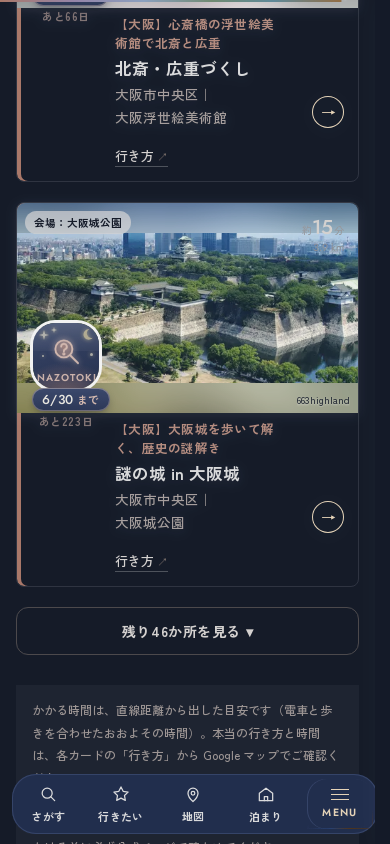 あと66日
【大阪】心斎橋の浮世絵美
術館で北斎と広重
北斎・広重づくし
大阪市中央区｜
大阪浮世絵美術館
行き方 ↗
会場：大阪城公園
15
NAZOTOKI
6/30 まで
663highland
あと223日
【大阪】大阪城を歩いて解
く、歴史の謎解き
謎の城 in 大阪城
大阪市中央区｜
大阪城公園
行き方 ↗
残り46か所を見る ▼
かかる時間は、直線距離から出した目安です（電車と歩
きを合わせたおおよその時間）。本当の行き方と時間
は、各カードの「行き方」から Google マップでご確認く
さがす
行きたい
地図
泊まり
MENU